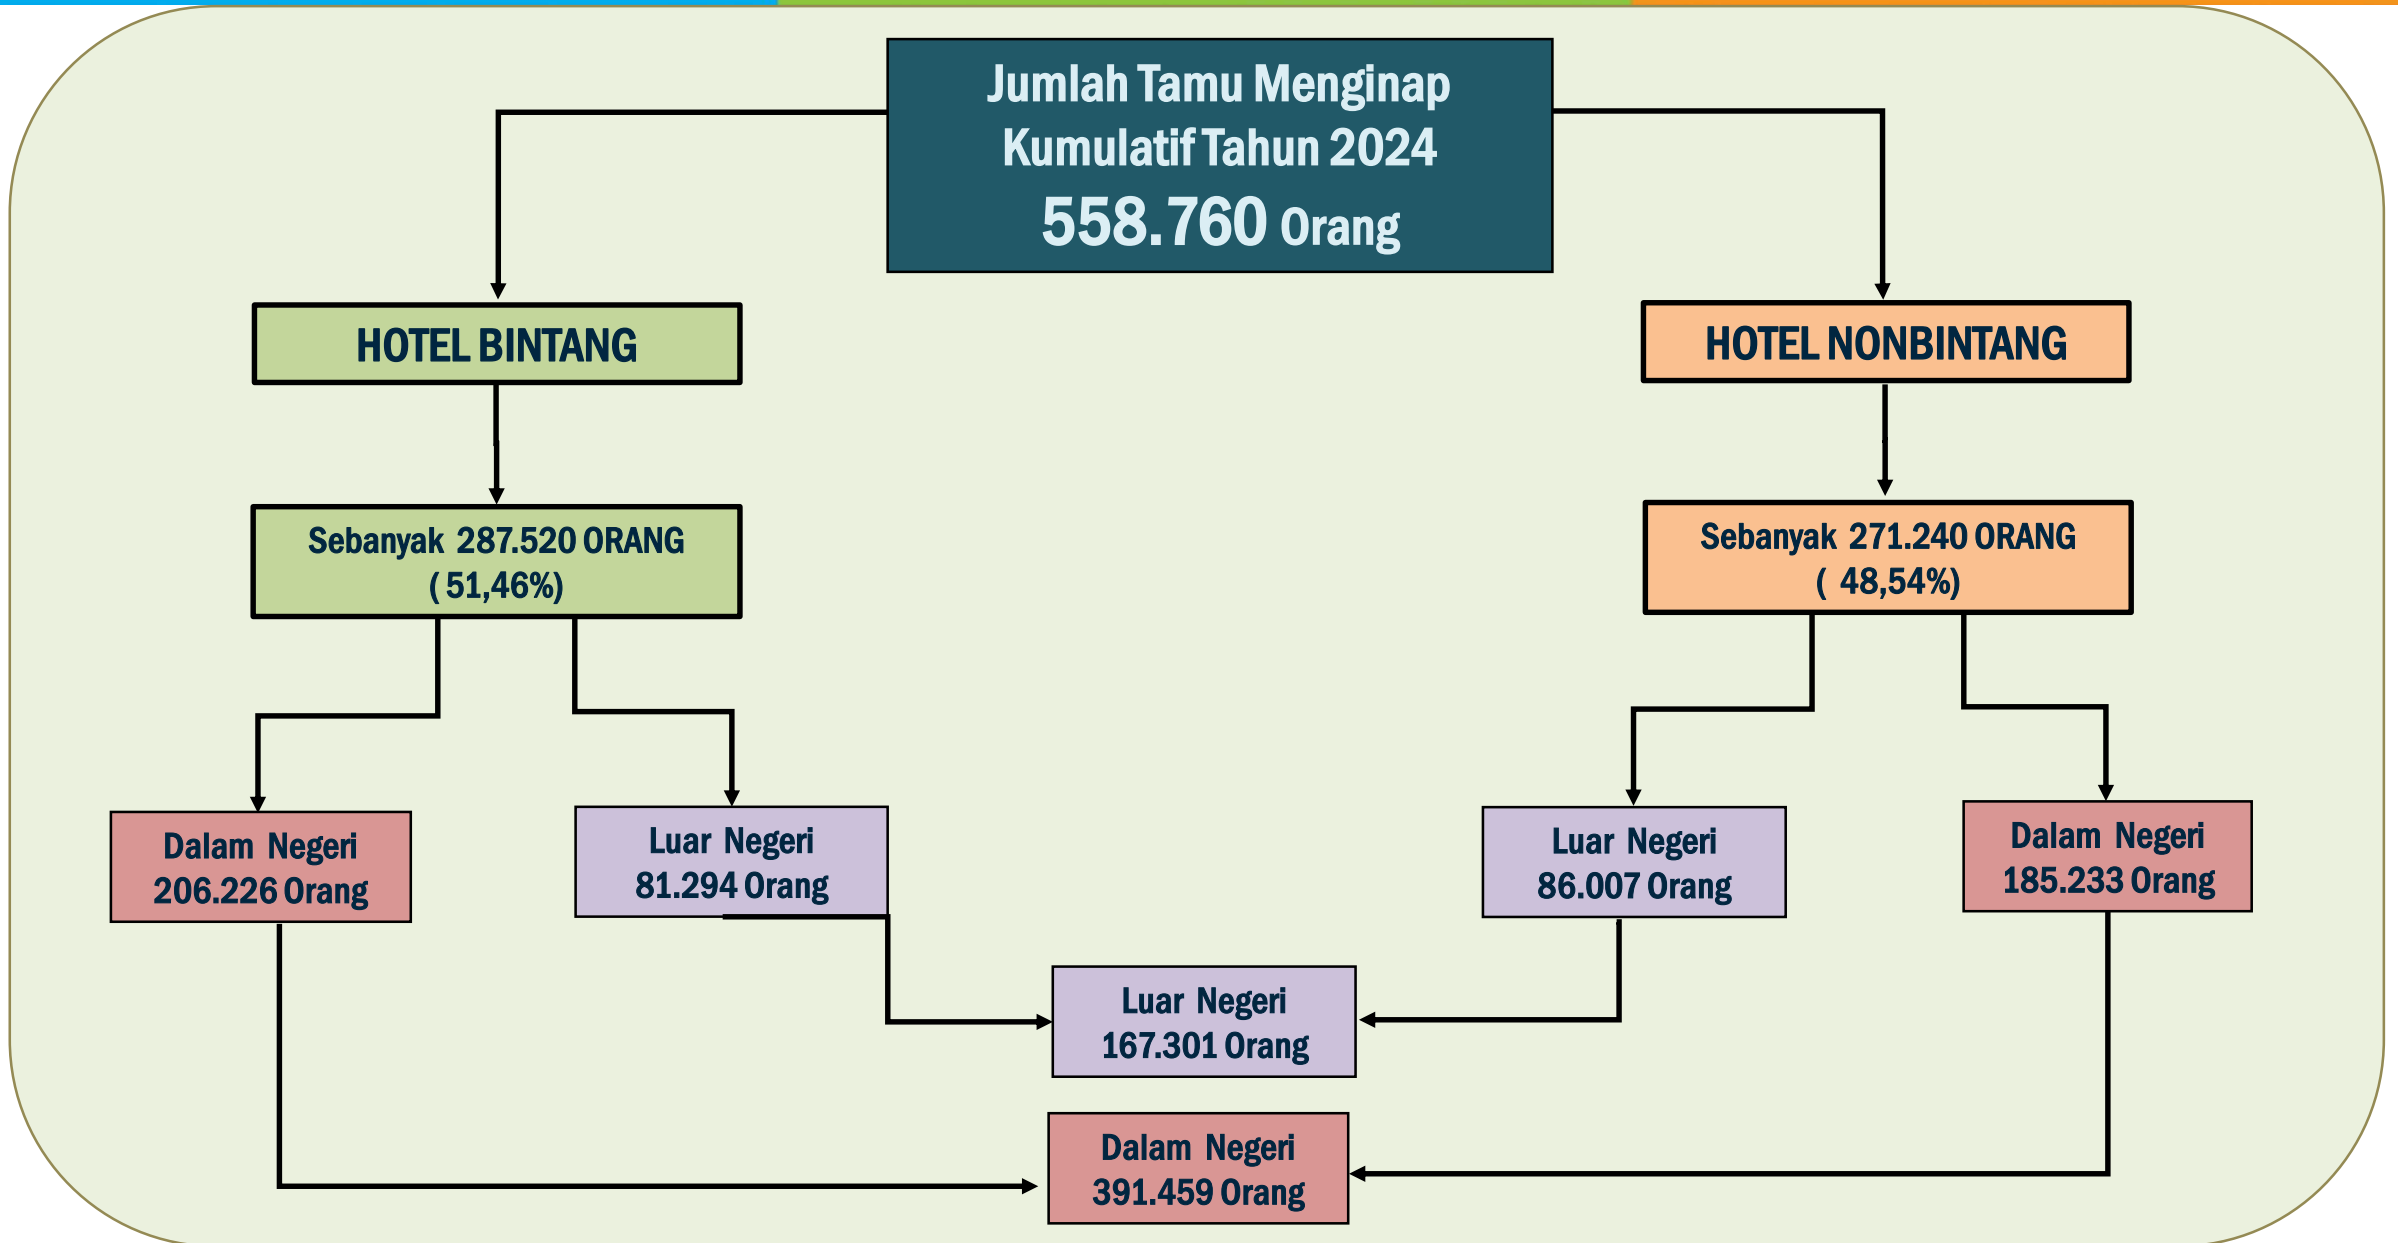 Jumlah Tamu Menginap
Kumulatif Tahun 2024
558.760 Orang
HOTEL BINTANG
HOTEL NONBINTANG
Sebanyak 287.520 ORANG
( 51,46%)
Sebanyak 271.240 ORANG
( 48,54%)
Dalam Negeri
206.226 Orang
Luar Negeri
81.294 Orang
Luar Negeri
86.007 Orang
Dalam Negeri
185.233 Orang
Luar Negeri
167.301 Orang
Dalam Negeri
391.459 Orang